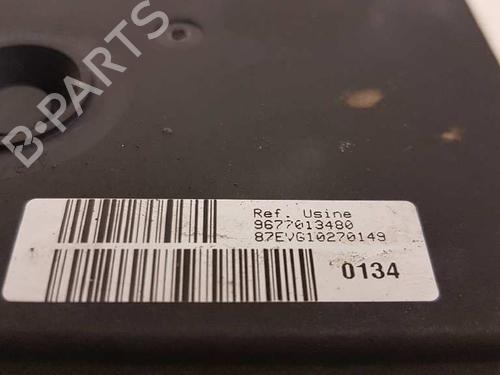 B-PARTS
Ref. Usine
9677013480
87EVG10270149
0134